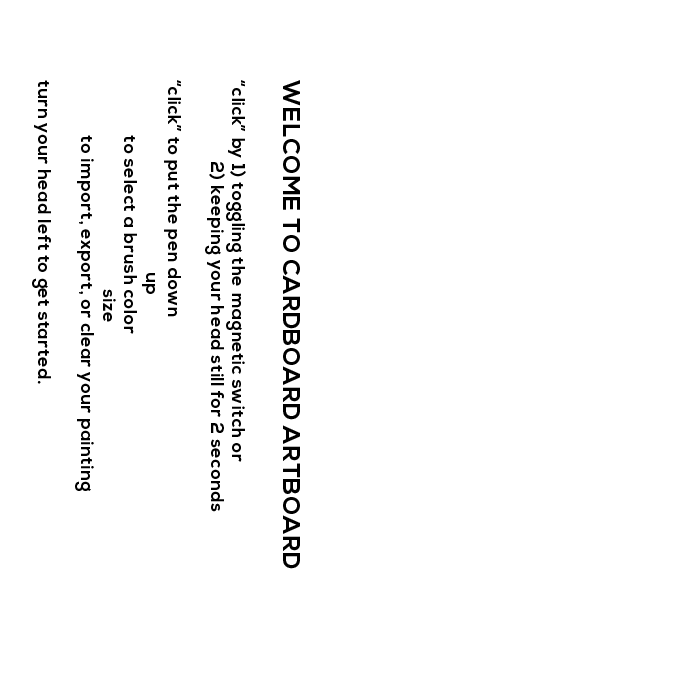 WELCOME TO CARDBOARD ARTBOARD
“click” by 1) toggling the magnetic switch or
2) keeping your head still for 2 seconds
“click” to put the pen down
up
to select a brush color
size
to import, export, or clear your painting
turn your head left to get started.